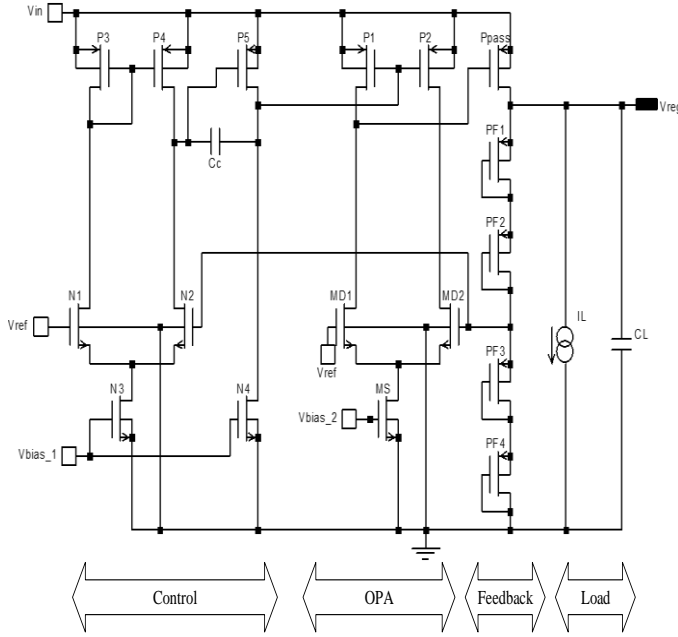 Vin
P3
P4
P5
P1
P2
Ppass
Vreg
PF1
Cc
PF2
N1
N2
MD1
MD2
IL
Vref
CL
Vref
PF3
N3
N4
MS
Vbias_2
Vbias_1
PF4
Control
OPA
Feedback
Load